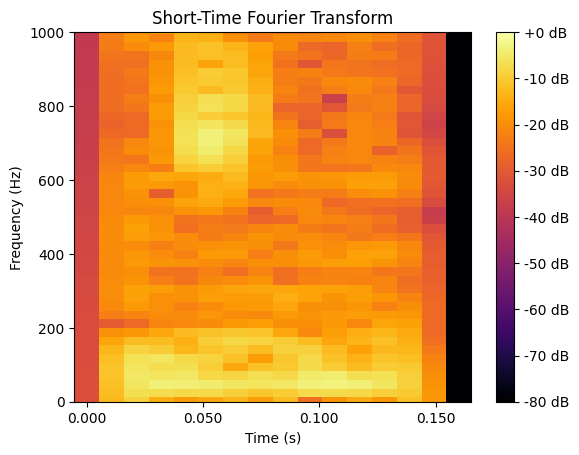 Short-Time Fourier Transform
1000
800
600
400
200
0
Frequency (Hz)
0.000
0.050
0.100
0.150
Time (s)
+0 dB
-10 dB
-20 dB
-30 dB
-40 dB
-50 dB
-60 dB
-70 dB
-80 dB